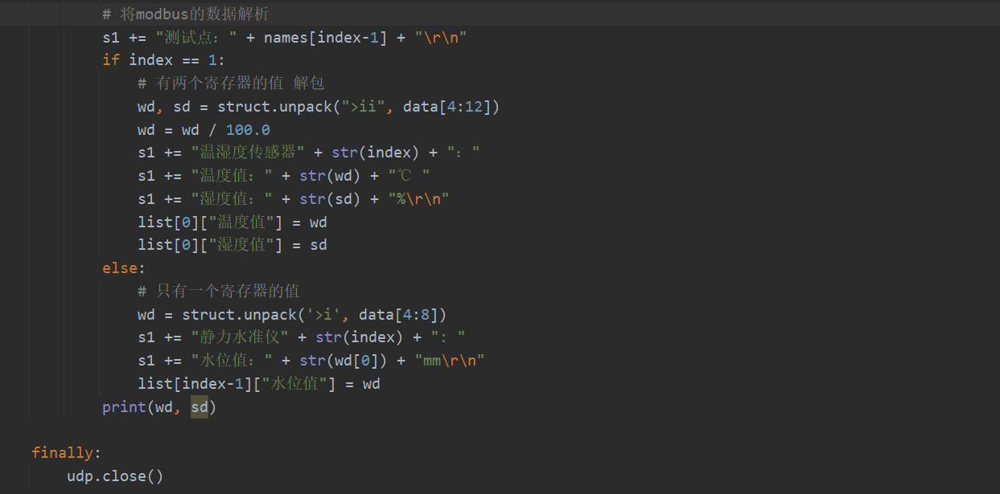 # 将modbus的数据解析
s1 += "测试点：" + names[index-1] + "\r\n"
if index == 1:
# 有两个寄存器的值 解包
wd, sd = struct.unpack(">ii", data[4:12])
wd = wd / 100.0
s1 += "温湿度传感器" + str(index) + "："
s1 += "温度值：" + str(wd) + "℃ "
s1 += "湿度值：" + str(sd) + "%\r\n"
list[0]["温度值"] = wd
list[0]["湿度值"] = sd
else:
# 只有一个寄存器的值
wd = struct.unpack('>i', data[4:8])
s1 += "静力水准仪" + str(index) + "："
s1 += "水位值：" + str(wd[0]) + "mm\r\n"
list[index-1]["水位值"] = wd
print(wd, sd)
finally:
udp.close()